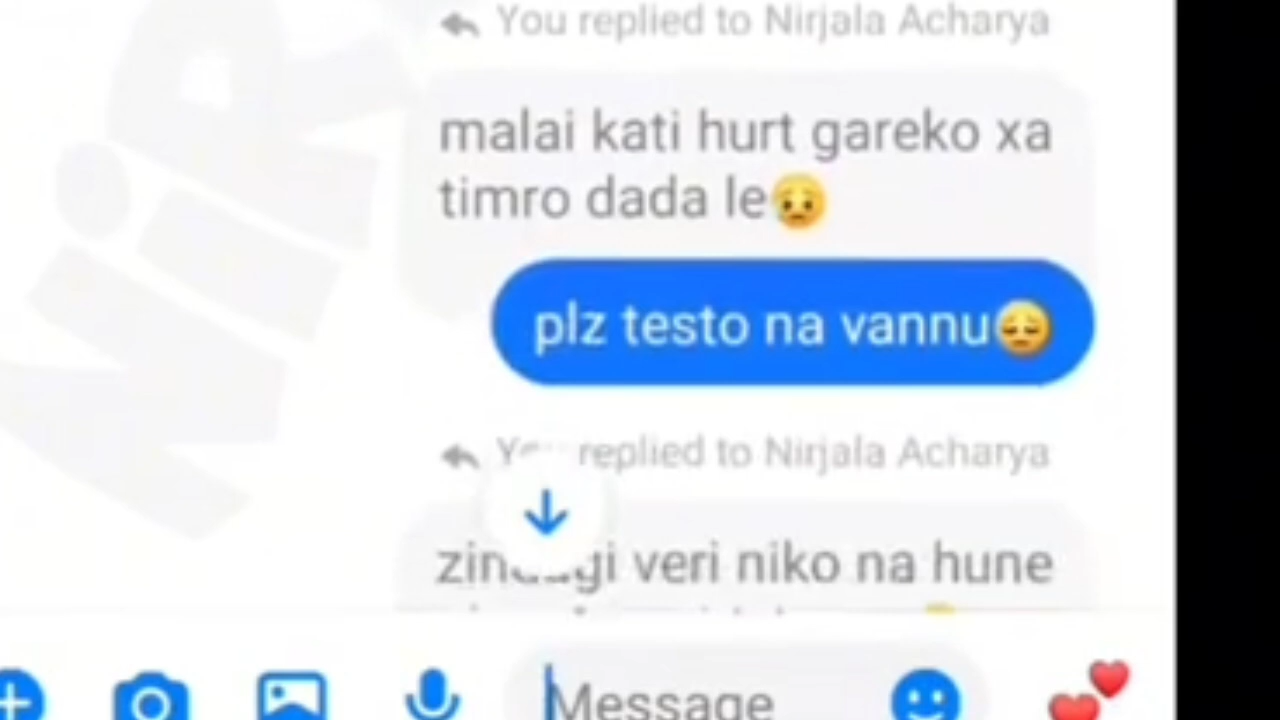 You replied to Nirjala Acharya
malai kati hurt gareko xa
timro dada le😥
plz testo na vannu😔
replied to Nirjala Acharya
veri niko na hune
Message